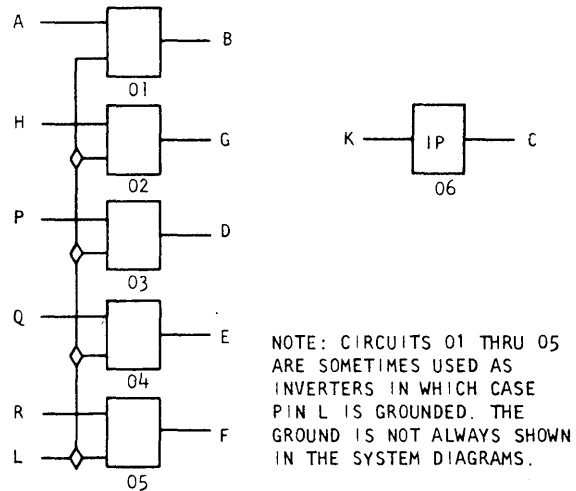 A
B
01
H
G
02
K
IP
C
06
P
D
03
Q
E
04
R
F
L
05
NOTE: CIRCUITS 01 THRU 05
ARE SOMETIMES USED AS
INVERTERS IN WHICH CASE
PIN L IS GROUNDED. THE
GROUND IS NOT ALWAYS SHOWN
IN THE SYSTEM DIAGRAMS.